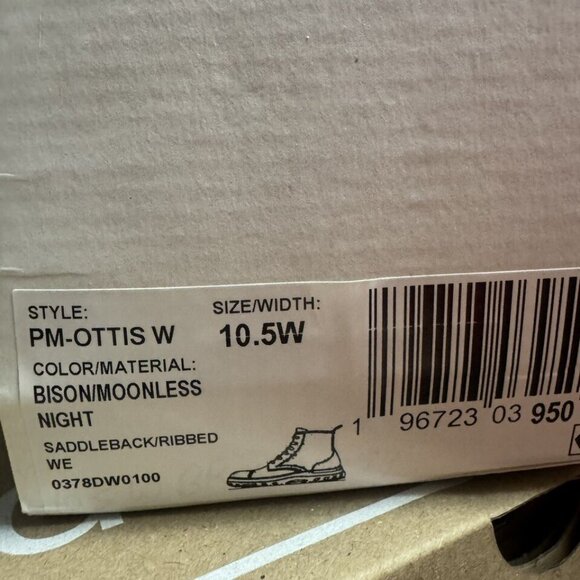 STYLE:
PM-OTTIS W
SIZE/WIDTH:
10.5W
COLOR/MATERIAL:
BISON/MOONLESS
NIGHT
SADDLEBACK/RIBBED
WE
0378DW0100
1 96723 03 950